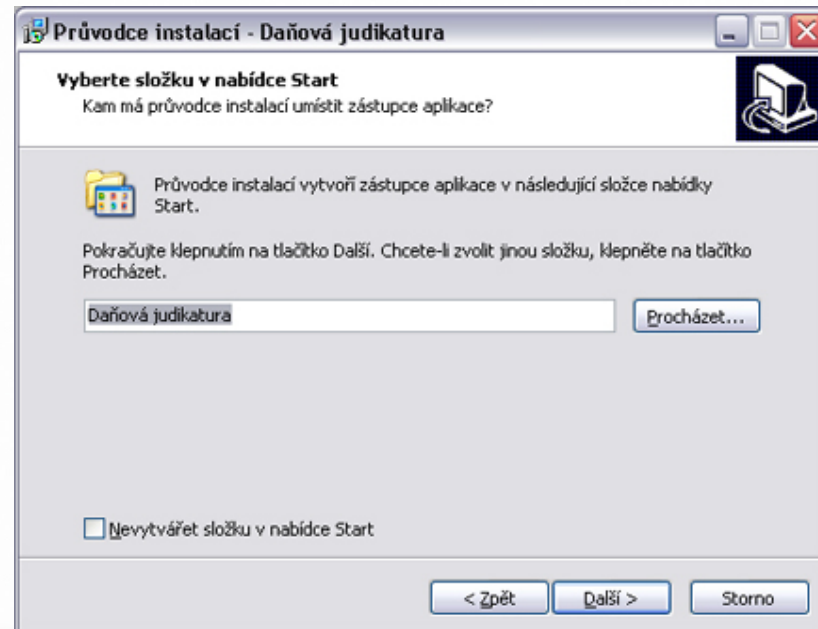 Průvodce instalací - Daňová judikatura
Vyberte složku v nabídce Start
Kam má průvodce instalací umístit zástupce aplikace?
Průvodce instalací vytvoří zástupce aplikace v následující složce nabídky
Start.
Pokračujte klepnutím na tlačítko Další. Chcete-li zvolit jinou složku, klepněte na tlačítko
Procházet.
Daňová judikatura
Procházet...
Nevytvářet složku v nabídce Start
< Zpět
Další >
Storno